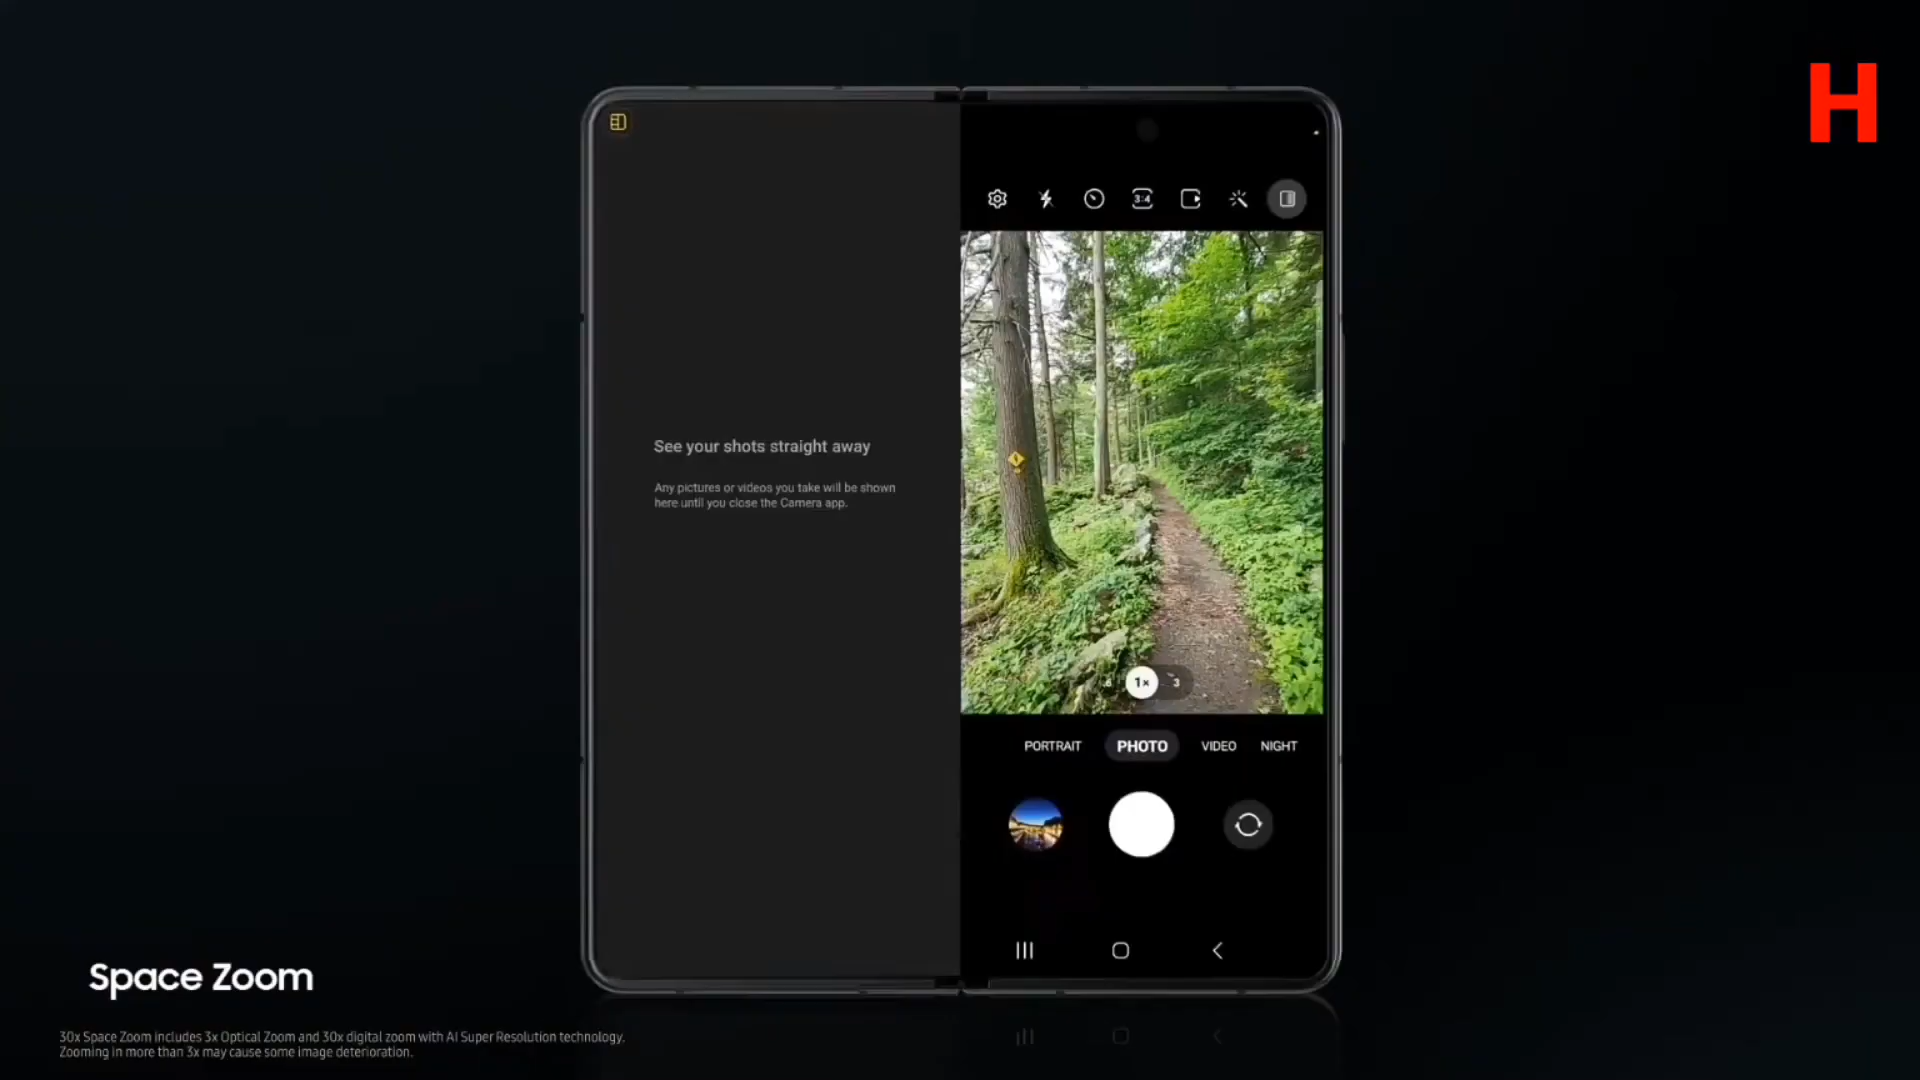 H
3:4
See your shots straight away
Any pictures or videos you take will be shown
here until you close the Camera app.
1×
3
PORTRAIT PHOTO VIDEO NIGHT
Space Zoom
30x Space Zoom includes 3x Optical Zoom and 30x digital zoom with AI Super Resolution technology.
Zooming in more than 3x may cause some image deterioration.